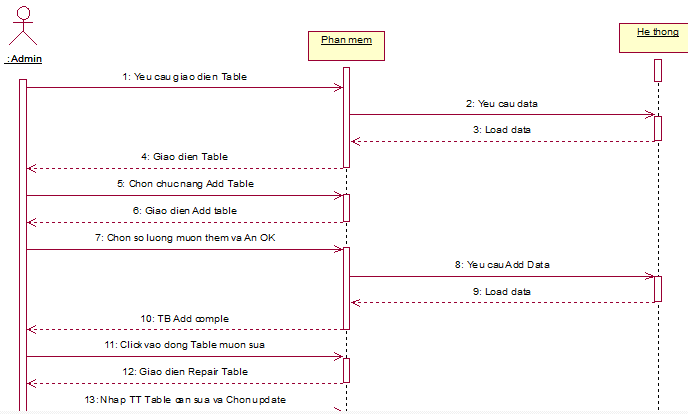 He thong
Phan mem
:Admin
1: Yeu cau giao dien Table
2: Yeu cau data
3: Load data
4: Giao dien Table
5: Chon chuc nang Add Table
6: Giao dien Add table
7: Chon so luong muon them va An OK
8: Yeu cau Add Data
9: Load data
10: TB Add comple
11: Click vao dong Table muon sua
12: Giao dien Repair Table
13: Nhap TT Table can sua va Chon update